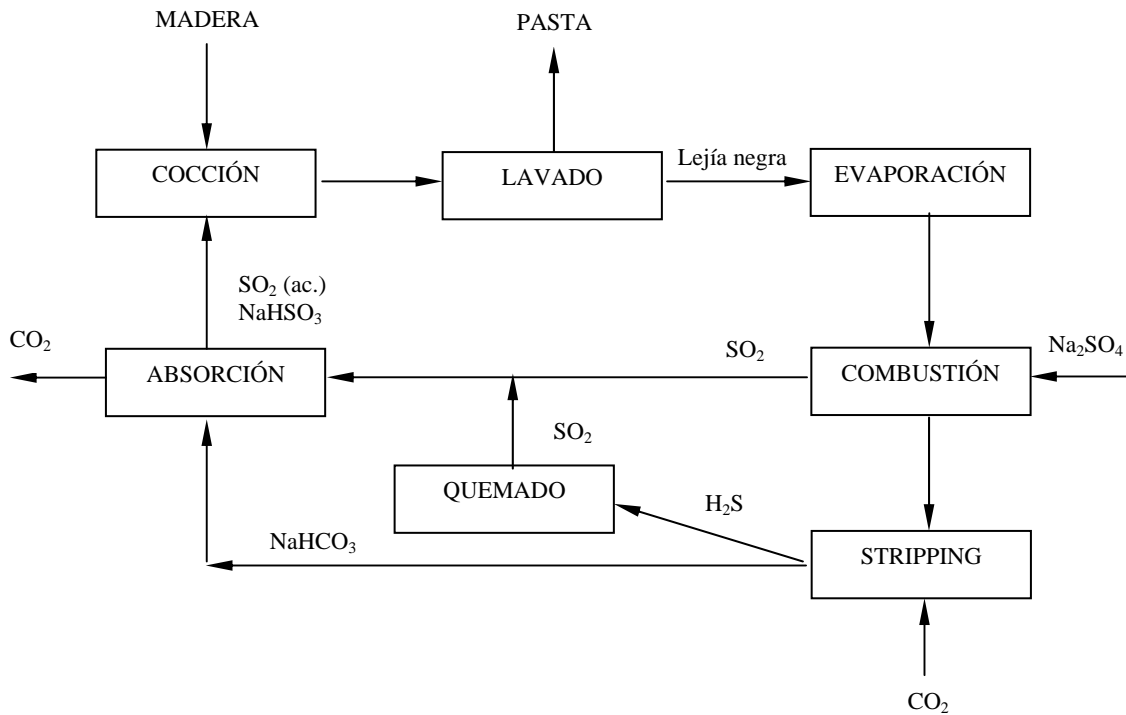 MADERA
PASTA
COCCIÓN
LAVADO
Lejía negra
EVAPORACIÓN
SO₂ (ac.)
NaHSO₃
CO₂
ABSORCIÓN
SO₂
COMBUSTIÓN
Na₂SO₄
SO₂
QUEMADO
H₂S
NaHCO₃
STRIPPING
CO₂